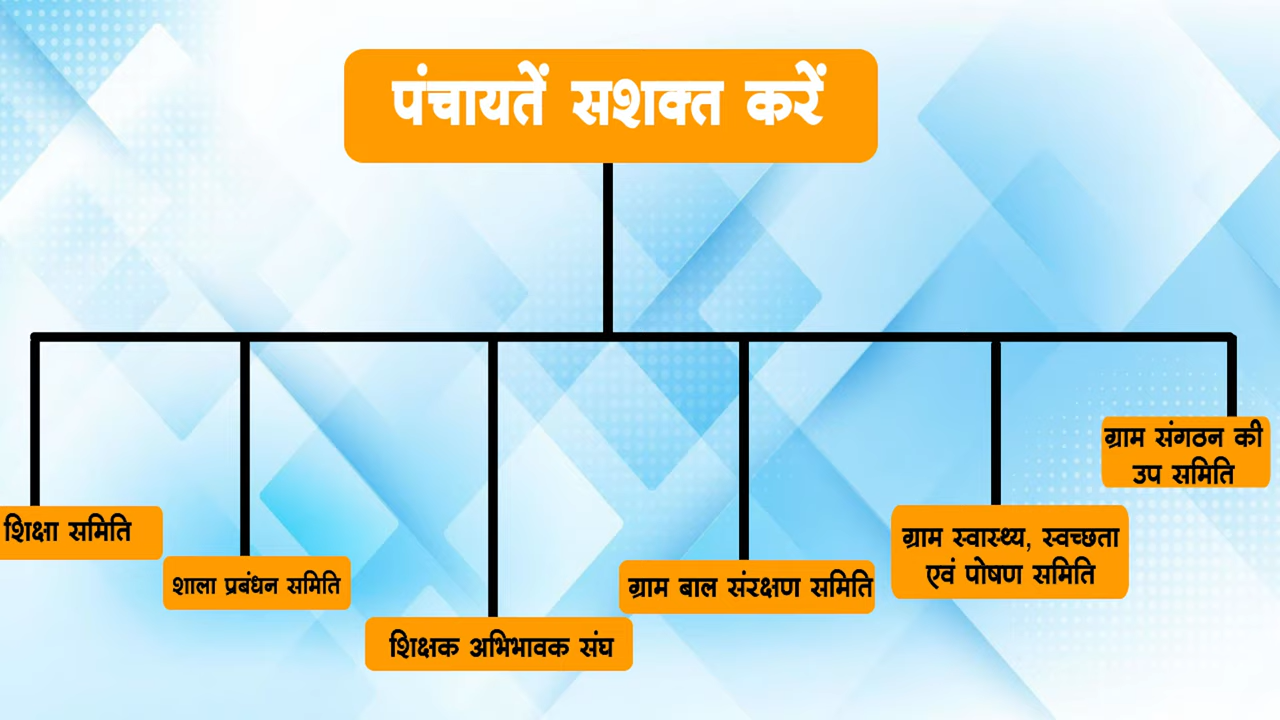 पंचायतें सशक्त करें
शिक्षा समिति
शाला प्रबंधन समिति
शिक्षक अभिभावक संघ
ग्राम बाल संरक्षण समिति
ग्राम स्वास्थ्य, स्वच्छता
एवं पोषण समिति
ग्राम संगठन की
उप समिति